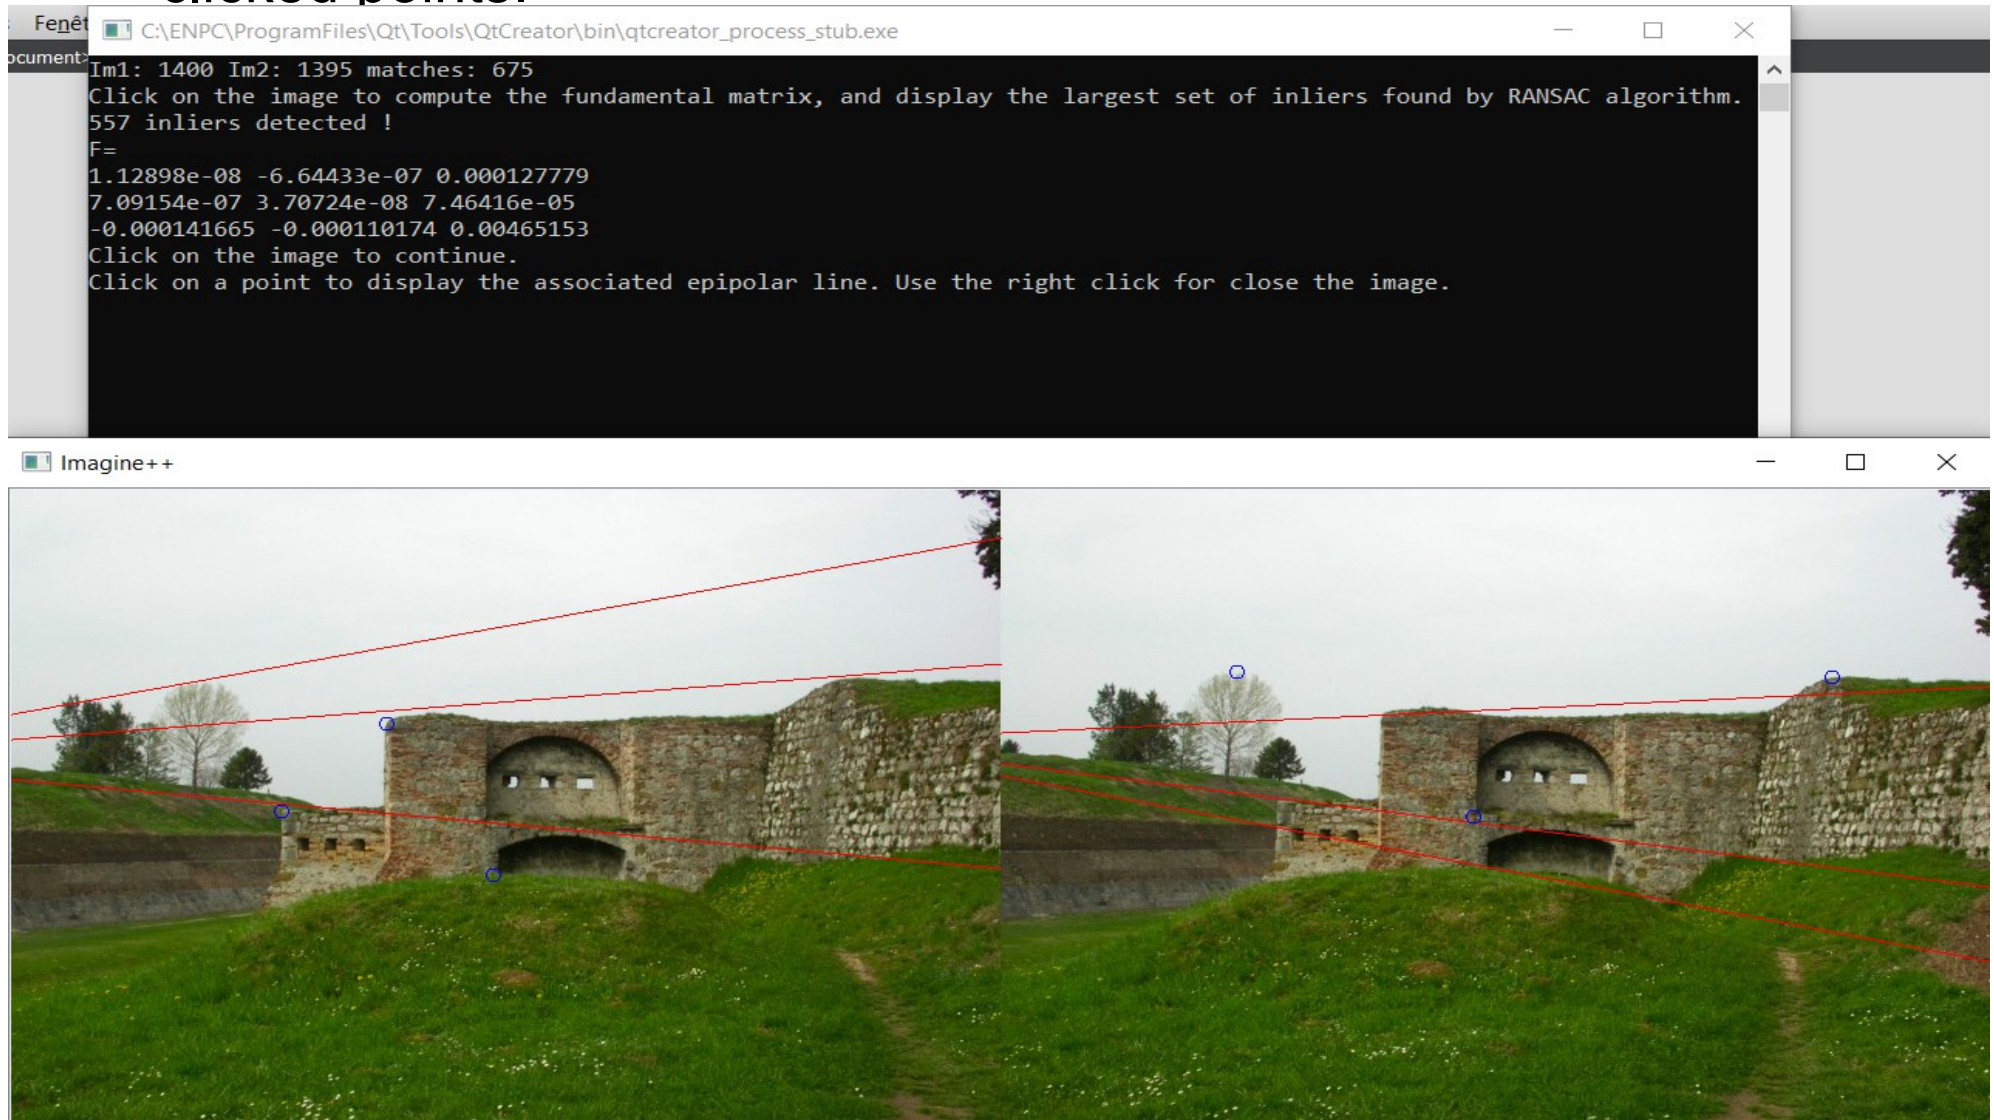 clicked points.
Fenêt
C:\ENPC\ProgramFiles\Qt\Tools\QtCreator\bin\qtcreator_process_stub.exe
ocument>
Im1: 1400 Im2: 1395 matches: 675
Click on the image to compute the fundamental matrix, and display the largest set of inliers found by RANSAC algorithm.
557 inliers detected !
F=
1.12898e-08 -6.64433e-07 0.000127779
7.09154e-07 3.70724e-08 7.46416e-05
-0.000141665 -0.000110174 0.00465153
Click on the image to continue.
Click on a point to display the associated epipolar line. Use the right click for close the image.
Imagine++